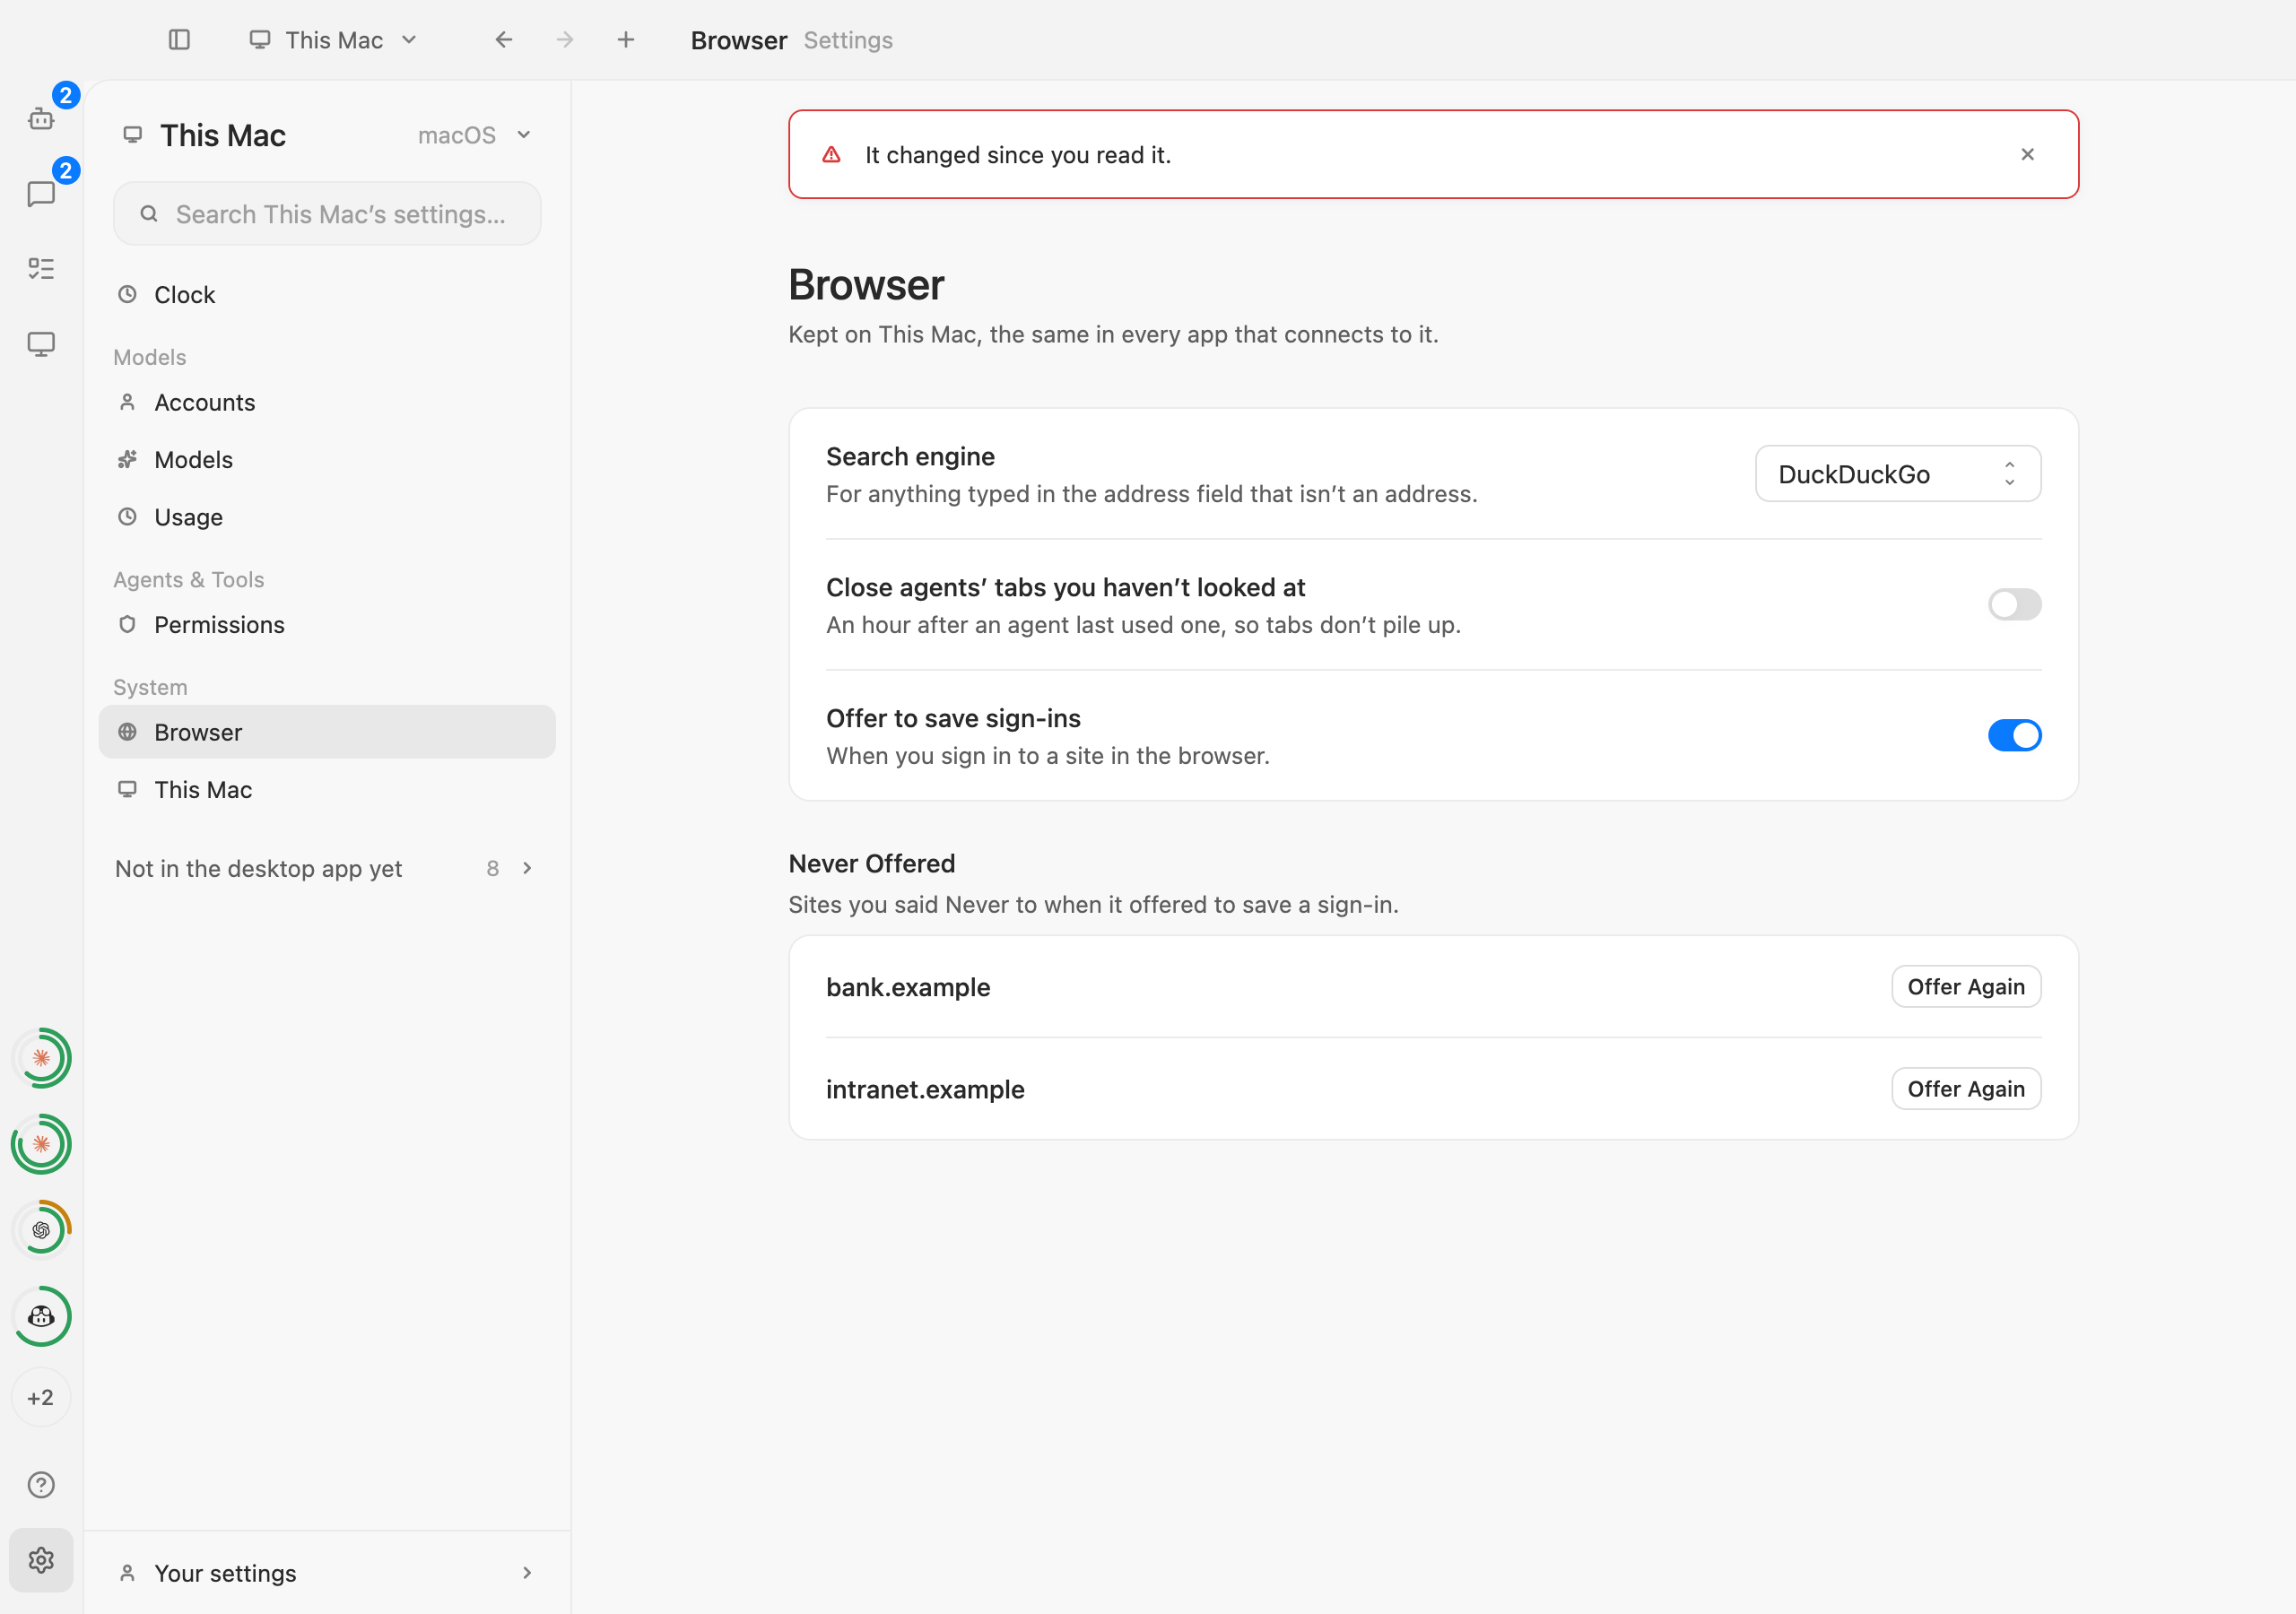 This Mac
Browser Settings
2
2
This Mac macOS
Search This Mac’s settings...
Clock
Models
Accounts
Models
Usage
Agents & Tools
Permissions
System
Browser
This Mac
Not in the desktop app yet 8
+2
Your settings
It changed since you read it.
Browser
Kept on This Mac, the same in every app that connects to it.
Search engine
For anything typed in the address field that isn’t an address.
DuckDuckGo
Close agents’ tabs you haven’t looked at
An hour after an agent last used one, so tabs don’t pile up.
Offer to save sign-ins
When you sign in to a site in the browser.
Never Offered
Sites you said Never to when it offered to save a sign-in.
bank.example
Offer Again
intranet.example
Offer Again